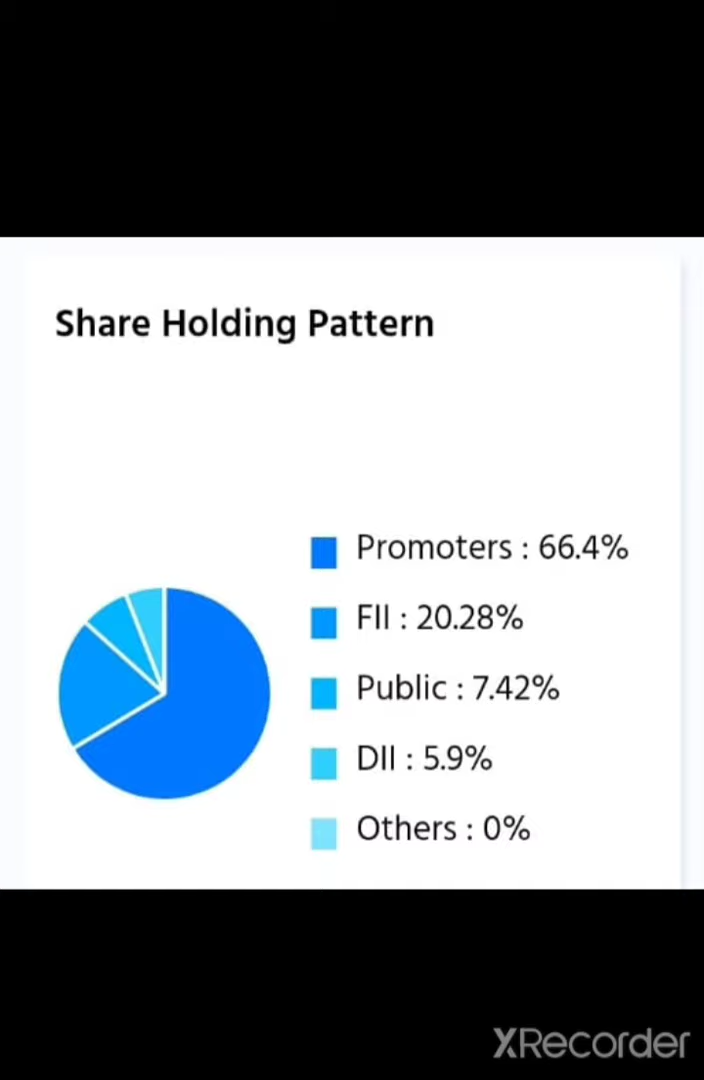 Share Holding Pattern
Promoters : 66.4%
FII : 20.28%
Public : 7.42%
DII : 5.9%
Others : 0%
XRecorder